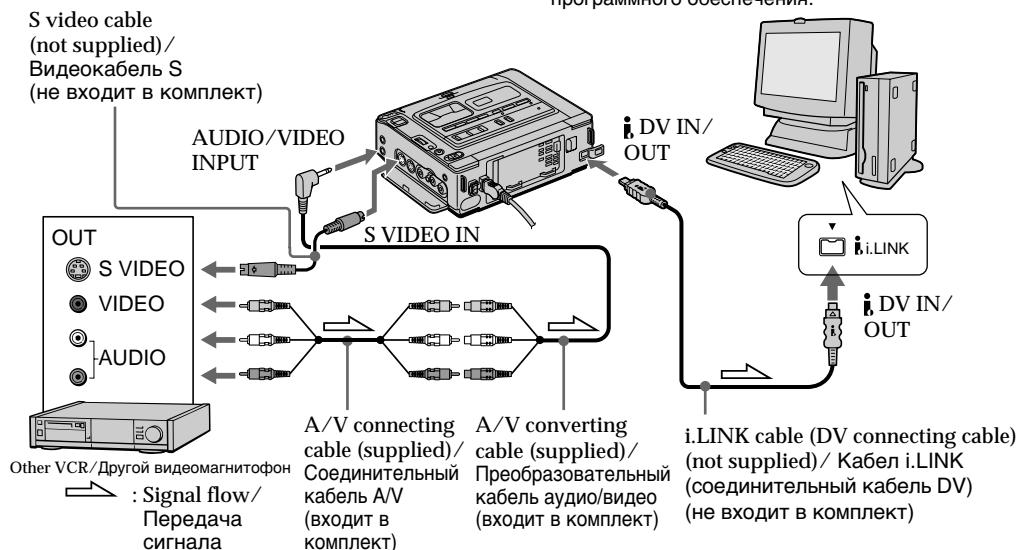 программного обеспечения.
S video cable
(not supplied)/
Видеокабель S
(не входит в комплект)
AUDIO/VIDEO
INPUT
S VIDEO IN
i DV IN/
OUT
i i.LINK
i DV IN/
OUT
OUT
S VIDEO
VIDEO
AUDIO
Other VCR/Другой видеомагнитофон
: Signal flow/
Передача
сигнала
A/V connecting
cable (supplied)/
Соединительный
кабель A/V
(входит в
комплект)
A/V converting
cable (supplied)/
Преобразовательный
кабель аудио/видео
(входит в комплект)
i.LINK cable (DV connecting cable)
(not supplied)/ Кабел i.LINK
(соединительный кабель DV)
(не входит в комплект)